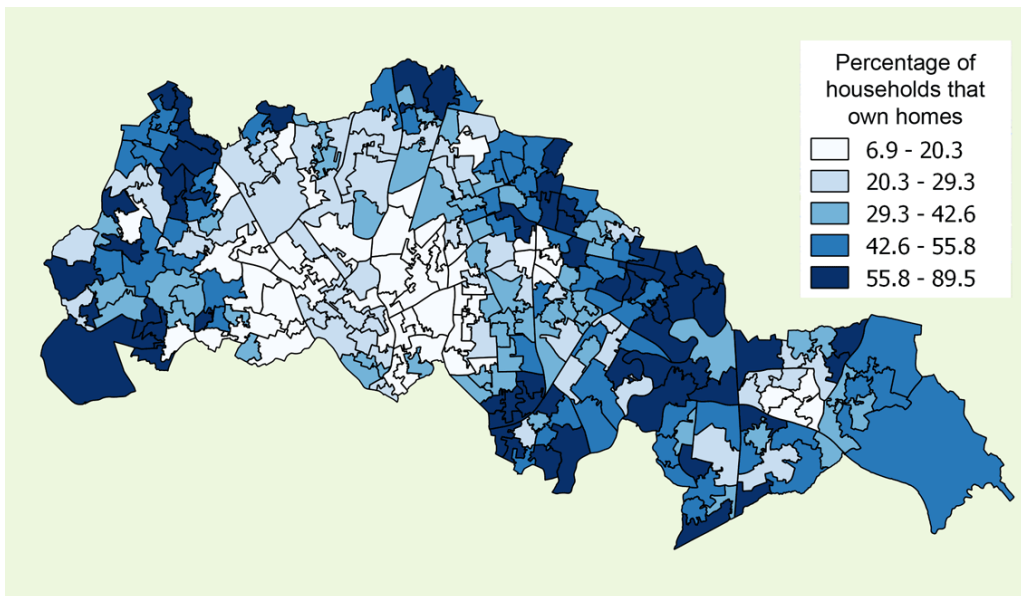 Percentage of
households that
own homes
6.9 - 20.3
20.3 - 29.3
29.3 - 42.6
42.6 - 55.8
55.8 - 89.5